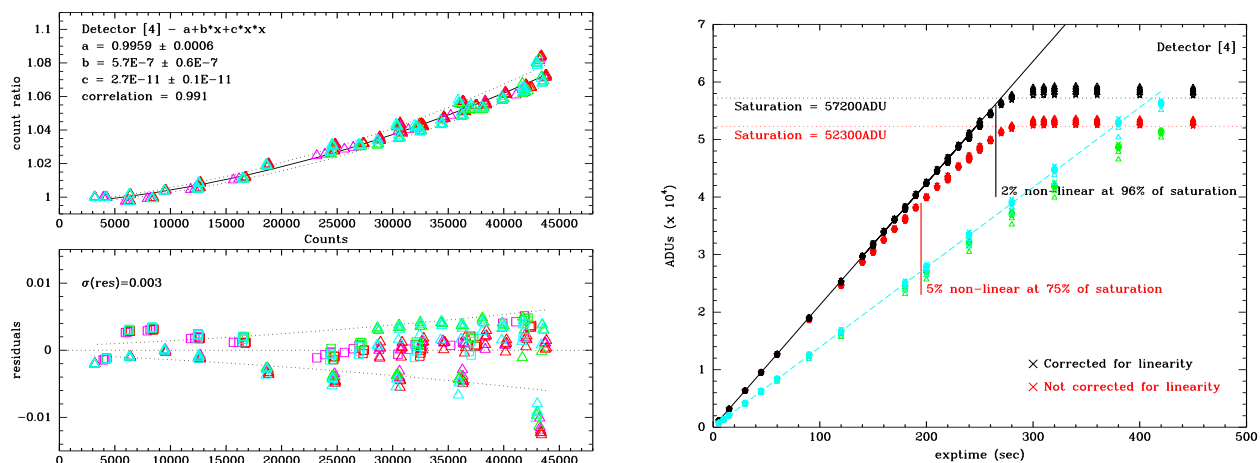 1.1
1.08
1.06
1.04
1.02
1
count ratio
Detector [4] - a+b*x+c*x*x
a = 0.9959 ± 0.0006
b = 5.7E-7 ± 0.6E-7
c = 2.7E-11 ± 0.1E-11
correlation = 0.991
5000 10000 15000 20000 25000 30000 35000 40000 45000
Counts
0.01
0
-0.01
residuals
σ(res)=0.003
0 5000 10000 15000 20000 25000 30000 35000 40000 45000
7
6
5
4
3
2
1
0
ADUs (x 10⁴)
Detector [4]
Saturation = 57200ADU
Saturation = 52300ADU
2% non-linear at 96% of saturation
5% non-linear at 75% of saturation
Corrected for linearity
Not corrected for linearity
0 100 200 300 400 500
exptime (sec)